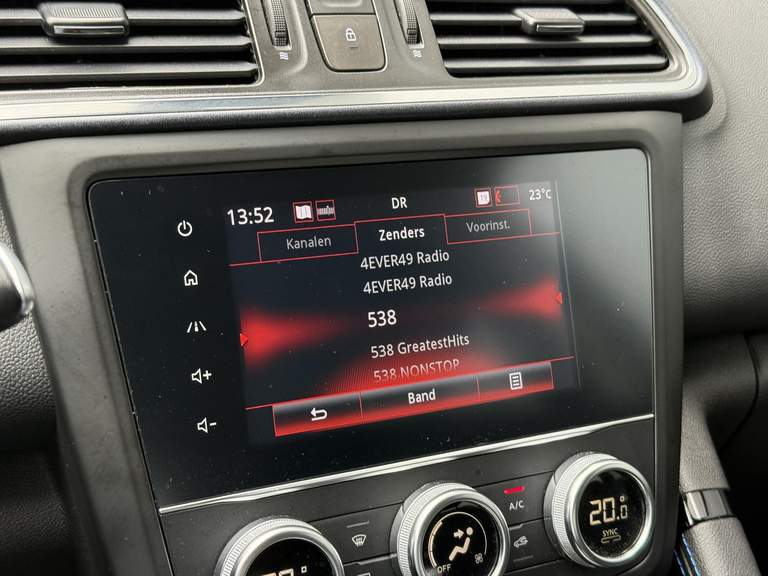 13:52 DR 23°C
Kanalen Zenders Voorinst.
4EVER49 Radio
4EVER49 Radio
538
538 GreatestHits
538 NONSTOP
Band
A/C
20.0
SYNC
OFF